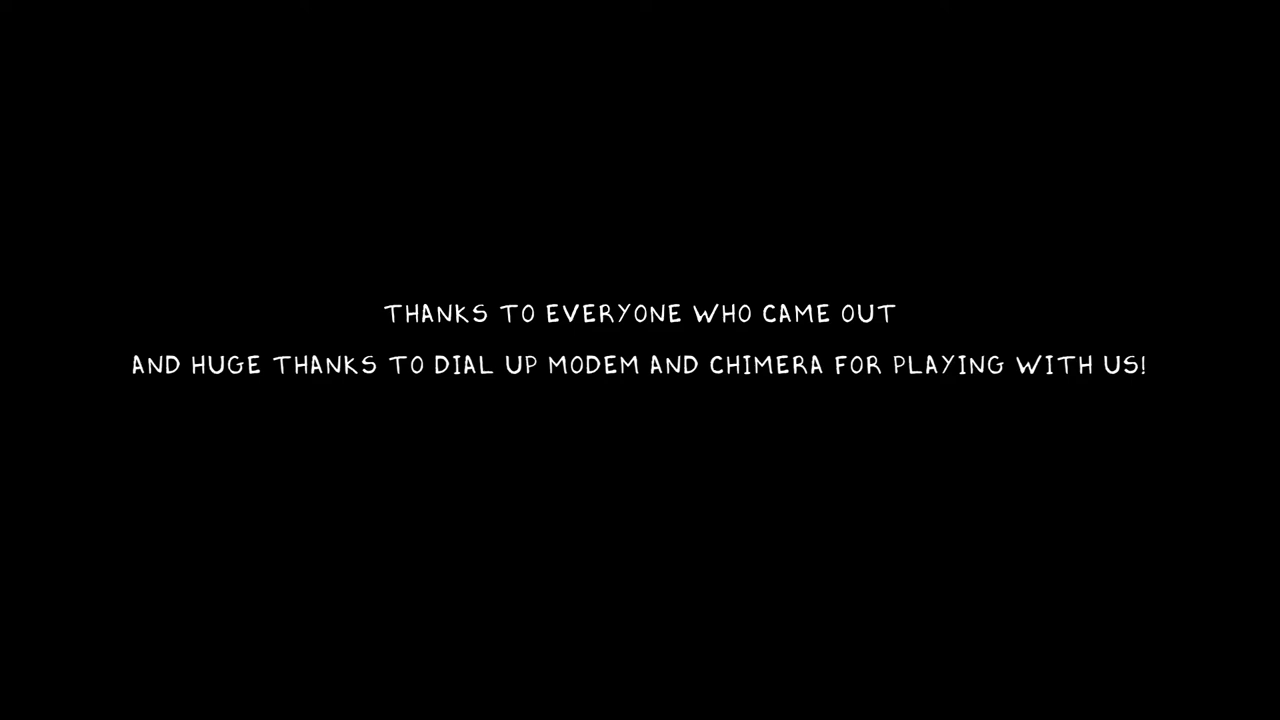 THANKS TO EVERYONE WHO CAME OUT
AND HUGE THANKS TO DIAL UP MODEM AND CHIMERA FOR PLAYING WITH US!